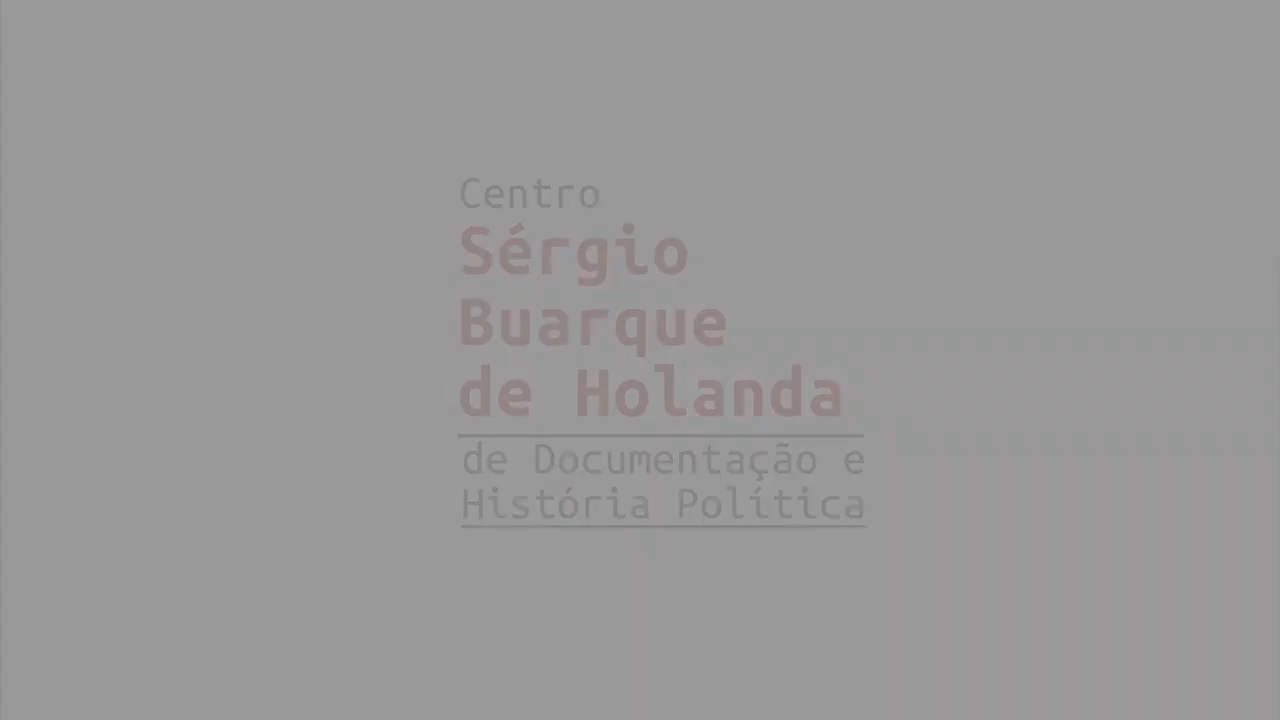 Centro
Sérgio
Buarque
de Holanda
de Documentação e
História Política